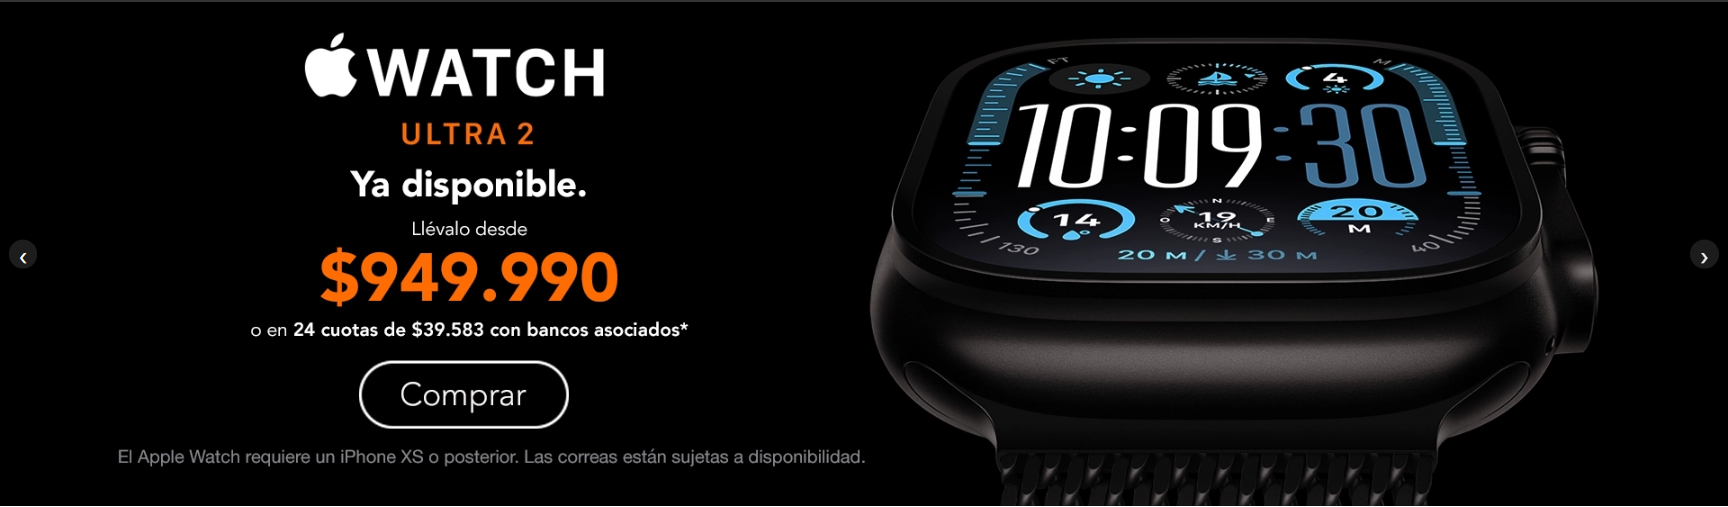 WATCH
ULTRA 2
Ya disponible.
Llévalo desde
$949.990
o en 24 cuotas de $39.583 con bancos asociados*
Comprar
El Apple Watch requiere un iPhone XS o posterior. Las correas están sujetas a disponibilidad.
FT M
4
10:09:30
14
N
O 19 E
KM/H
S
20
M
130 40
20 M/ 30 M